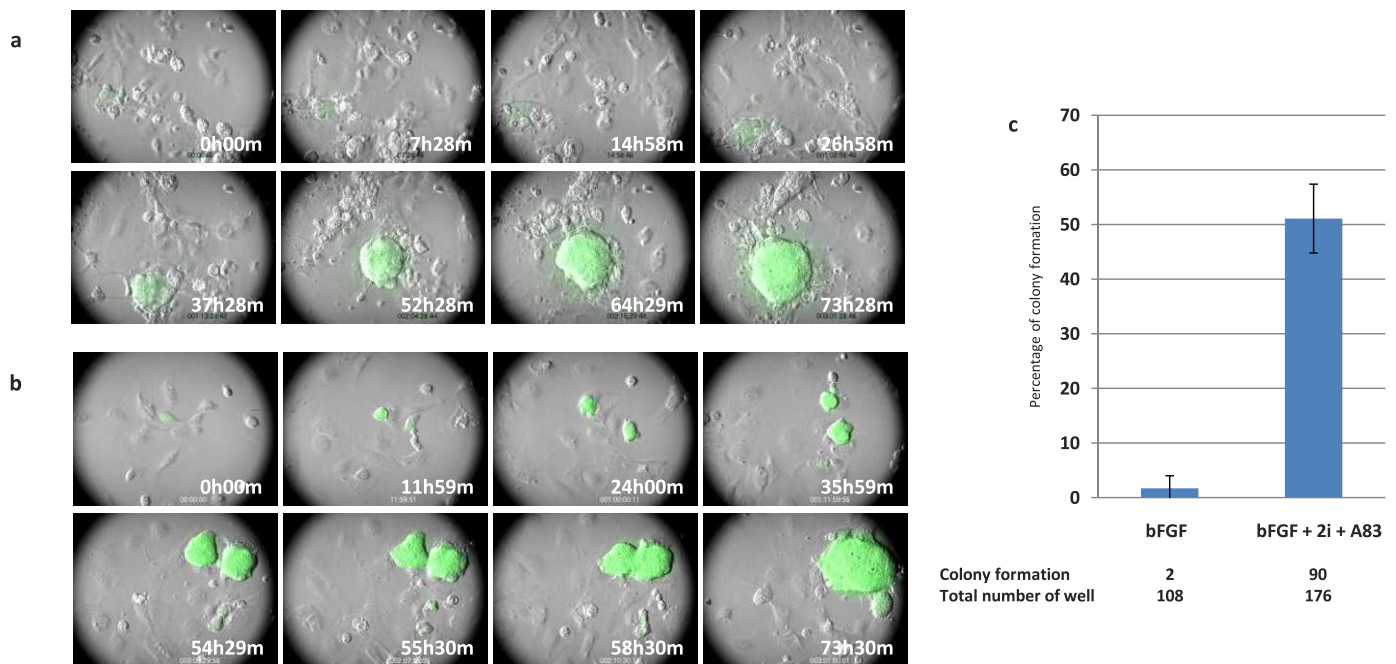 a
0h00m
7h28m
14h58m
26h58m
37h28m
52h28m
64h29m
73h28m
b
0h00m
11h59m
24h00m
35h59m
54h29m
55h30m
58h30m
73h30m
c
Percentage of colony formation
70
60
50
40
30
20
10
0
bFGF bFGF + 2i + A83
Colony formation 2 90
Total number of well 108 176